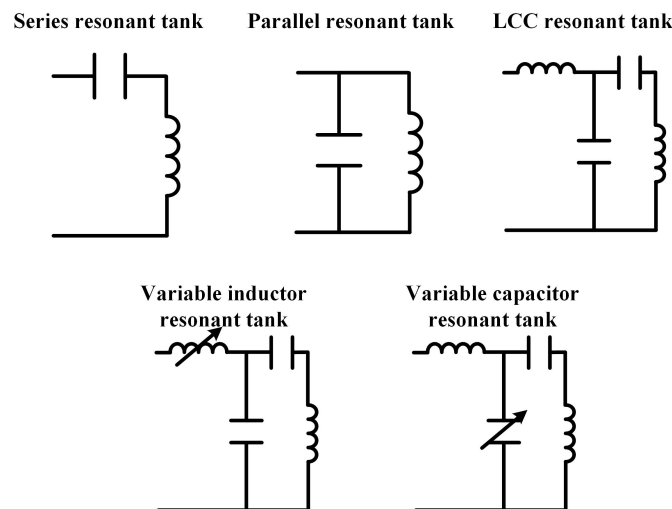 Series resonant tank
Parallel resonant tank
LCC resonant tank
Variable inductor
resonant tank
Variable capacitor
resonant tank